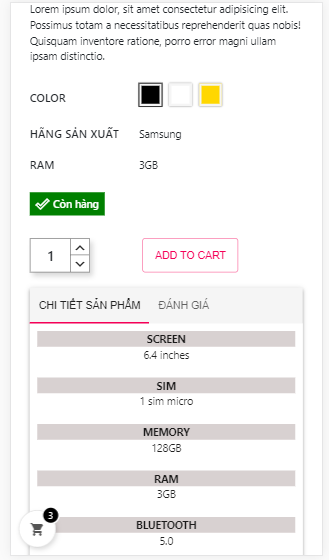 Lorem ipsum dolor, sit amet consectetur adipisicing elit.
Possimus totam a necessitatibus reprehenderit quas nobis!
Quisquam inventore ratione, porro error magni ullam
ipsam distinctio.
COLOR
HÃNG SẢN XUẤT Samsung
RAM 3GB
Còn hàng
1 ADD TO CART
CHI TIẾT SẢN PHẨM ĐÁNH GIÁ
SCREEN
6.4 inches
SIM
1 sim micro
MEMORY
128GB
RAM
3GB
3
BLUETOOTH
5.0